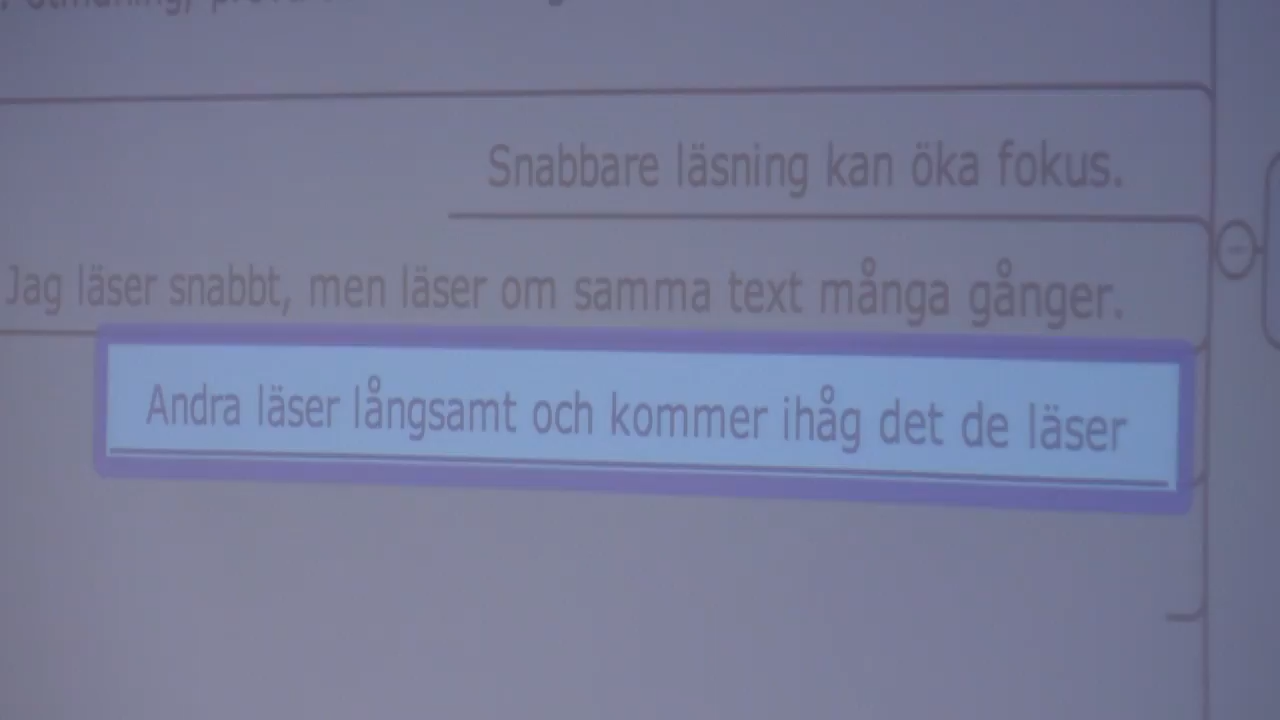 Snabbare läsning kan öka fokus.
Jag läser snabbt, men läser om samma text många gånger.
Andra läser långsamt och kommer ihåg det de läser